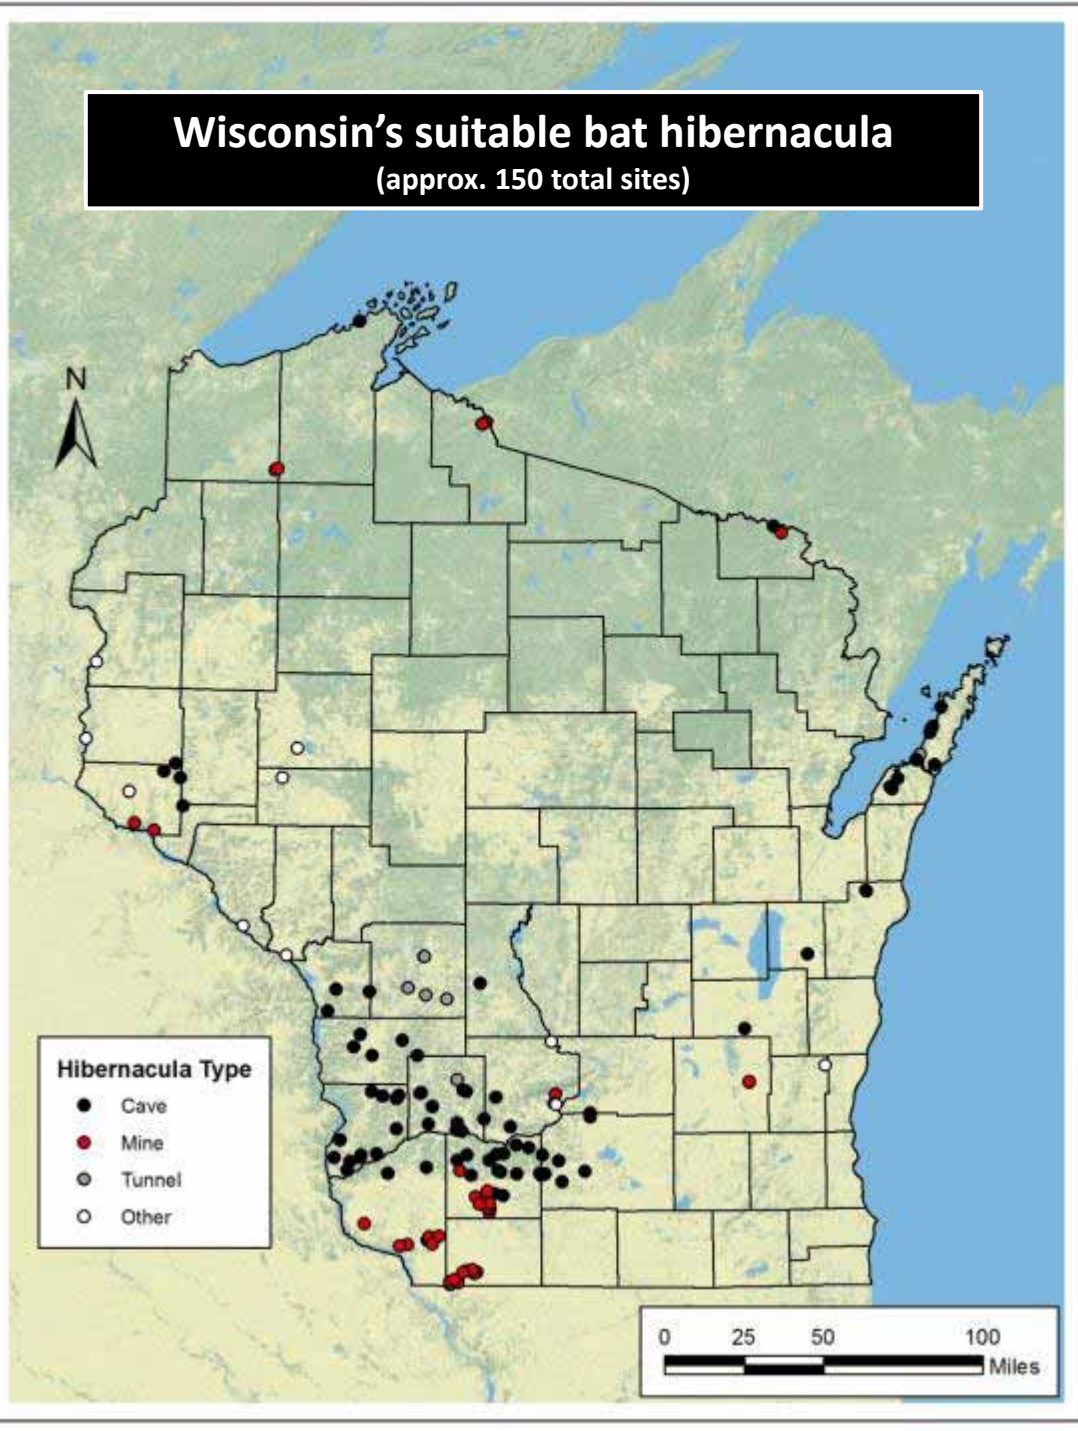 Wisconsin’s suitable bat hibernacula
(approx. 150 total sites)
N
Hibernacula Type
Cave
Mine
Tunnel
Other
0 25 50 100
Miles